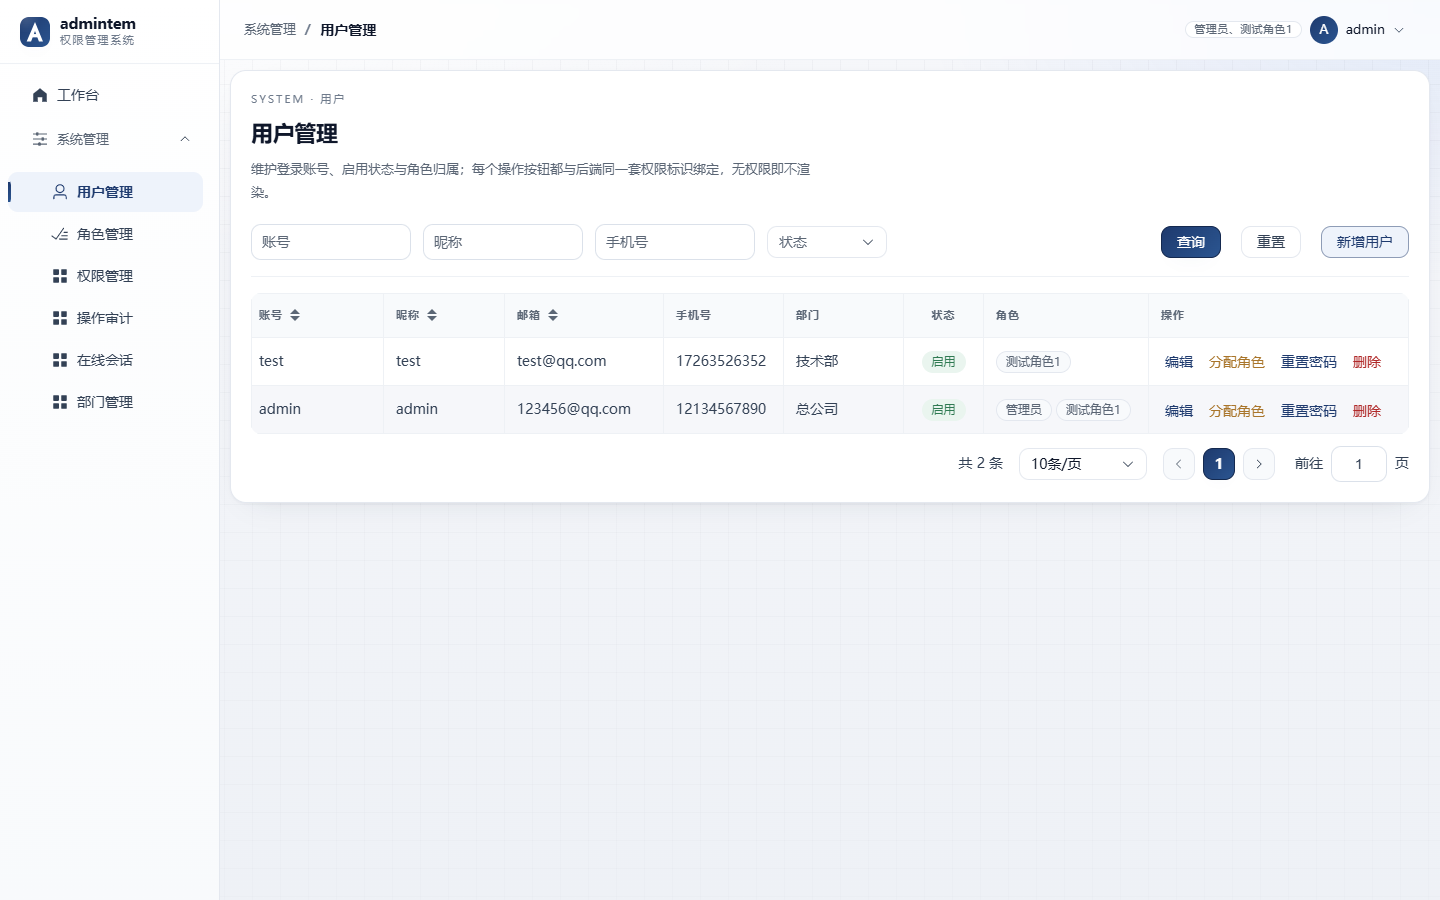 admintem
权限管理系统
系统管理 / 用户管理
管理员、测试角色1
A
admin
工作台
系统管理
用户管理
角色管理
权限管理
操作审计
在线会话
部门管理
SYSTEM · 用户
用户管理
维护登录账号、启用状态与角色归属；每个操作按钮都与后端同一套权限标识绑定，无权限即不渲
染。
账号 昵称 手机号 状态 查询 重置 新增用户
账号 昵称 邮箱 手机号 部门 状态 角色 操作
test test test@qq.com 17263526352 技术部 启用 测试角色1 编辑 分配角色 重置密码 删除
admin admin 123456@qq.com 12134567890 总公司 启用 管理员 测试角色1 编辑 分配角色 重置密码 删除
共 2 条 10条/页 1 前往 1 页